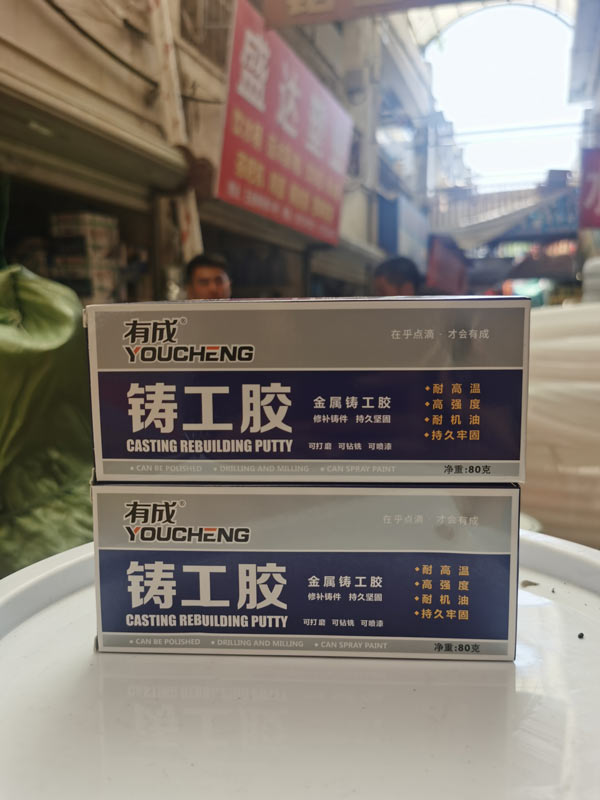 盛达塑
有成®
YOUCHENG
在乎点滴 · 才会有成
铸工胶
CASTING REBUILDING PUTTY
金属铸工胶
修补铸件 持久坚固
可打磨 可钻铣 可喷漆
耐高温
高强度
耐机油
持久牢固
CAN BE POLISHED DRILLING AND MILLING CAN SPRAY PAINT
净重:80克
有成®
YOUCHENG
在乎点滴 · 才会有成
铸工胶
CASTING REBUILDING PUTTY
金属铸工胶
修补铸件 持久坚固
可打磨 可钻铣 可喷漆
耐高温
高强度
耐机油
持久牢固
CAN BE POLISHED DRILLING AND MILLING CAN SPRAY PAINT
净重:80克